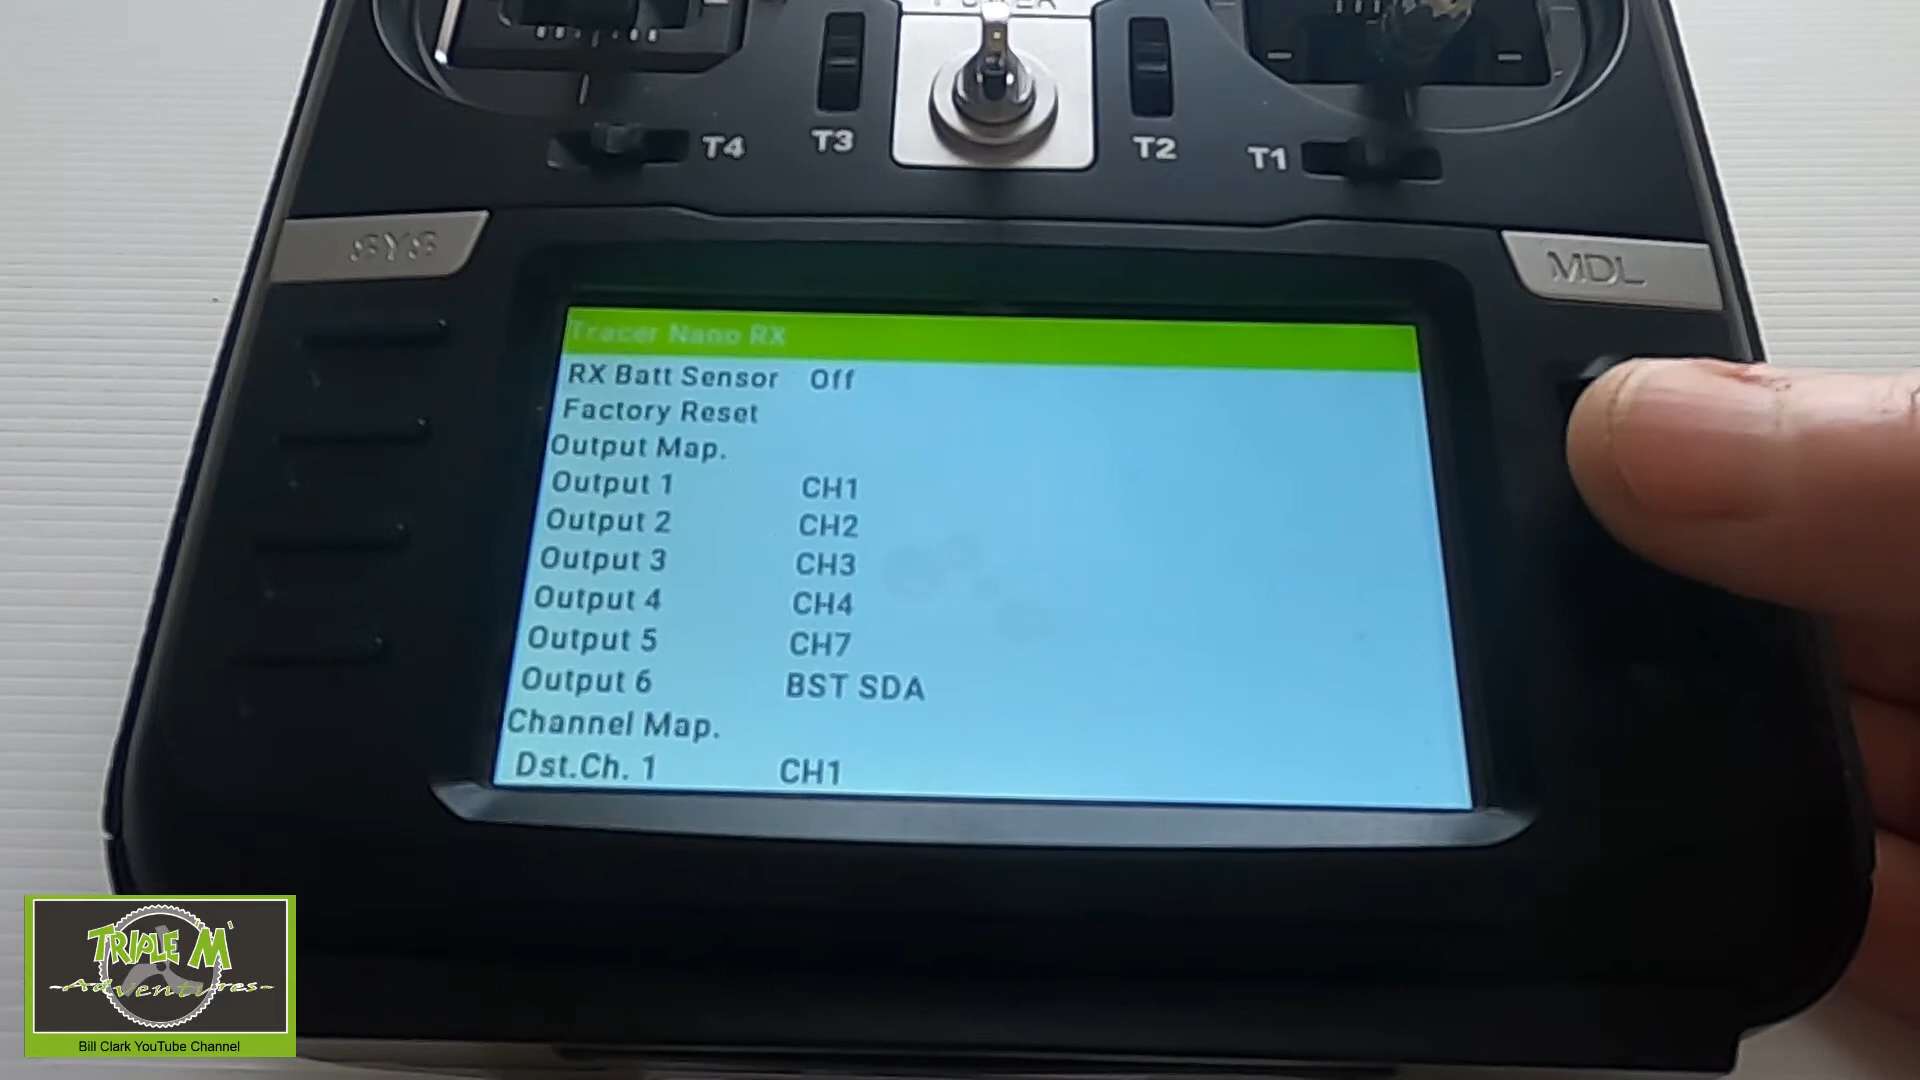 POWER
T4
T3
T2
T1
SYS
MDL
Tracer Nano RX
RX Batt Sensor Off
Factory Reset
Output Map.
Output 1 CH1
Output 2 CH2
Output 3 CH3
Output 4 CH4
Output 5 CH7
Output 6 BST SDA
Channel Map.
Dst.Ch. 1 CH1
TRIPLE M'
-Adventures-
Bill Clark YouTube Channel